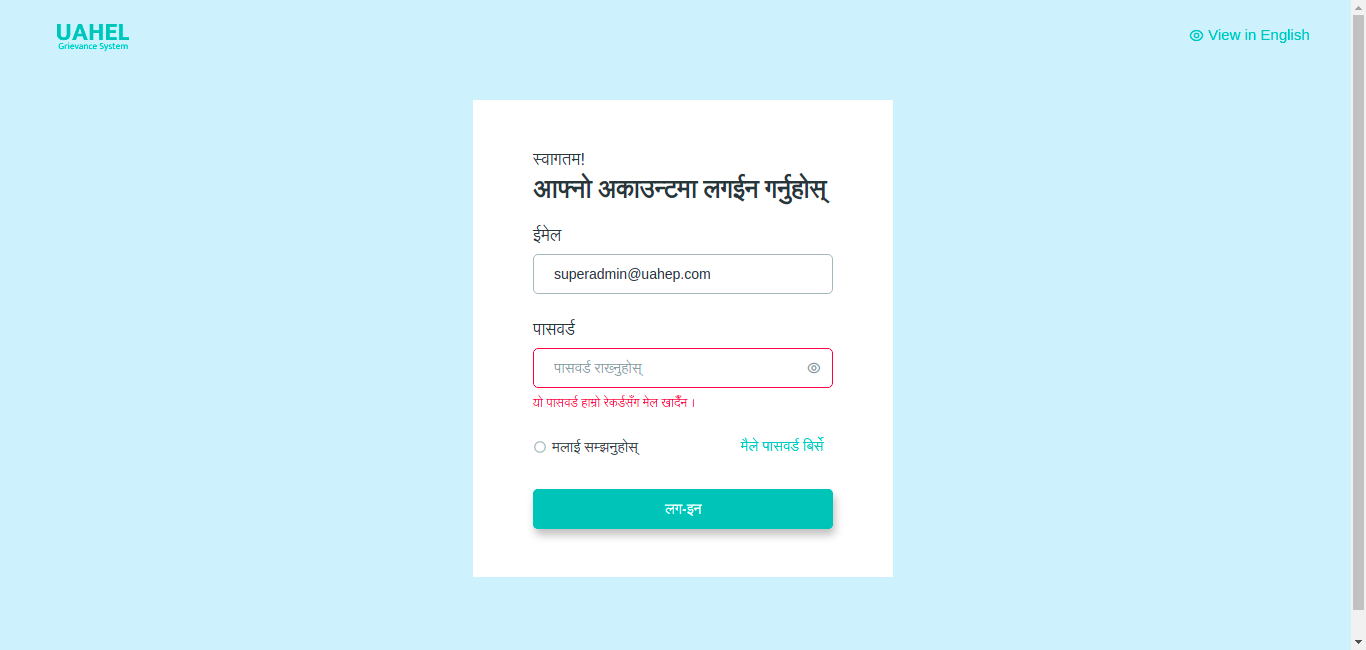 UAHEL
Grievance System
View in English
स्वागतम!
आफ्नो अकाउन्टमा लगईन गर्नुहोस्
ईमेल
superadmin@uahep.com
पासवर्ड
पासवर्ड राख्नुहोस्
यो पासवर्ड हाम्रो रेकर्डसँग मेल खादैँन ।
मलाई सम्झनुहोस् मैले पासवर्ड बिर्से
लग-इन